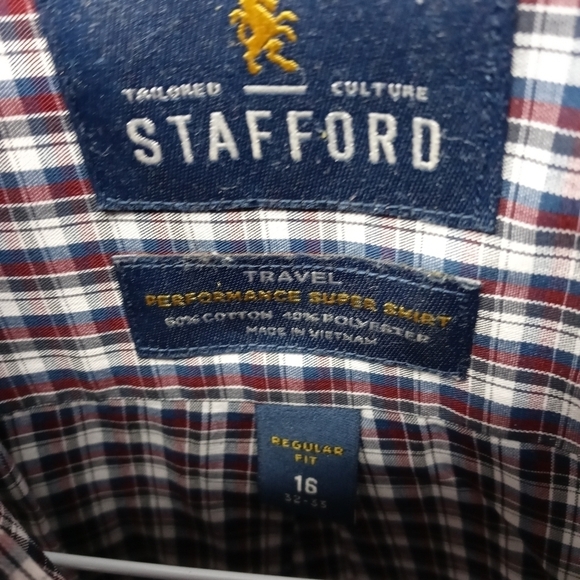 TAILORED CULTURE
STAFFORD
TRAVEL
PERFORMANCE SUPER SHIRT
60% COTTON 40% POLYESTER
MADE IN VIETNAM
REGULAR
FIT
16